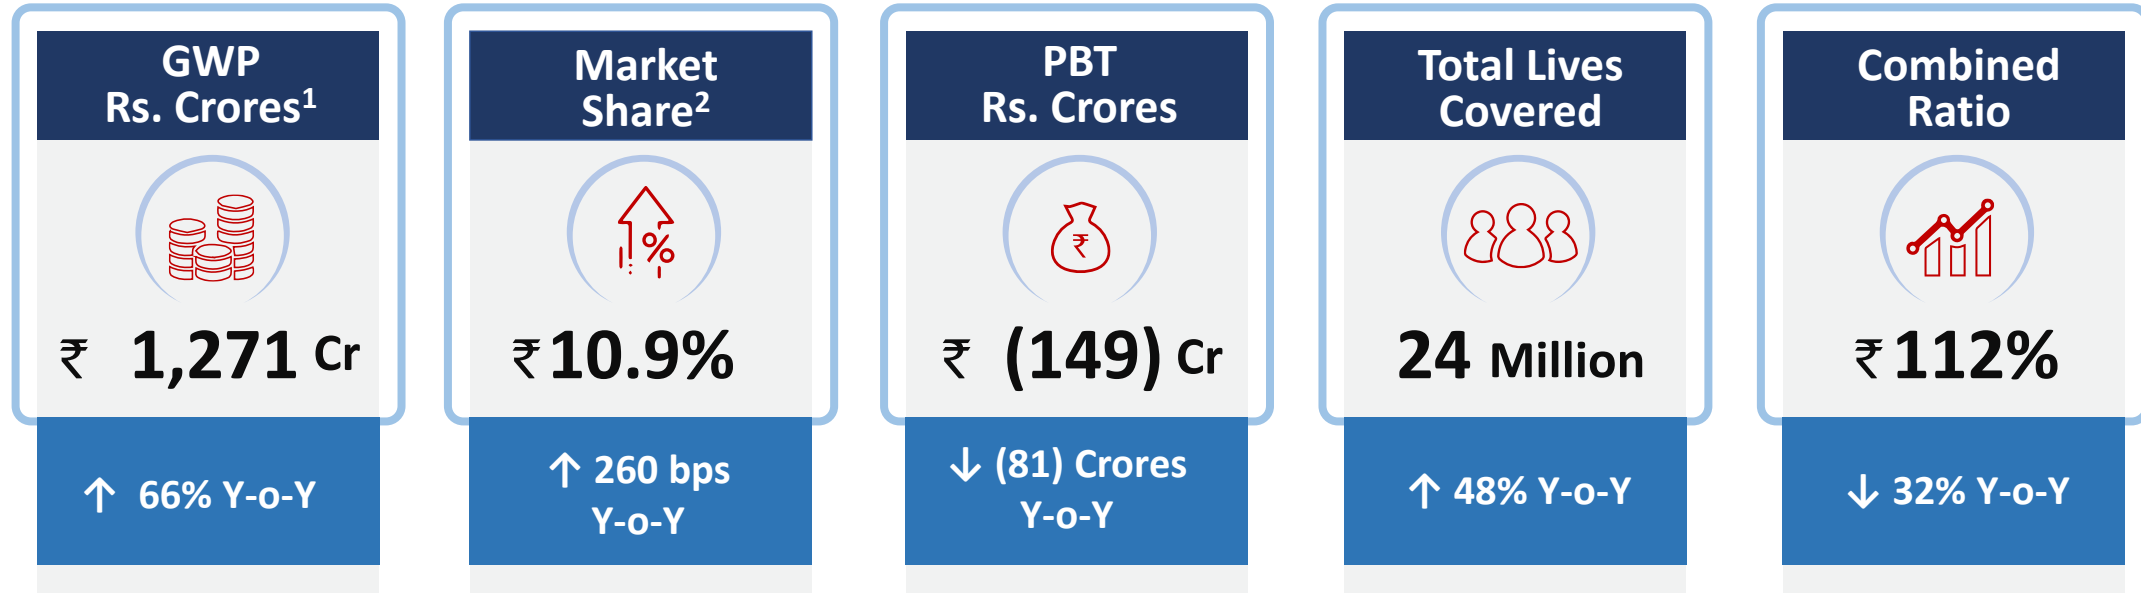 GWP
Rs. Crores¹
₹ 1,271 Cr
↑ 66% Y-o-Y
Market
Share²
%
₹ 10.9%
↑ 260 bps
Y-o-Y
PBT
Rs. Crores
₹
₹ (149) Cr
↓ (81) Crores
Y-o-Y
Total Lives
Covered
24 Million
↑ 48% Y-o-Y
Combined
Ratio
₹ 112%
↓ 32% Y-o-Y